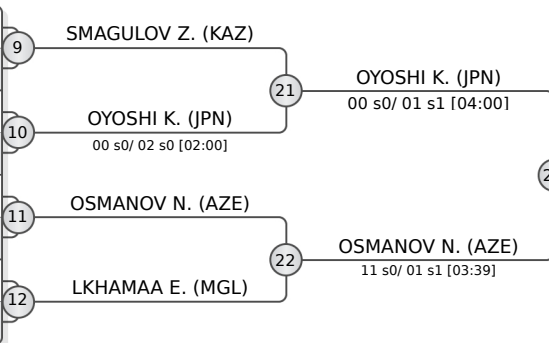 SMAGULOV Z. (KAZ)
9
21
OYOSHI K. (JPN)
00 s0/ 01 s1 [04:00]
OYOSHI K. (JPN)
10
00 s0/ 02 s0 [02:00]
OSMANOV N. (AZE)
11
22
OSMANOV N. (AZE)
11 s0/ 01 s1 [03:39]
LKHAMAA E. (MGL)
12